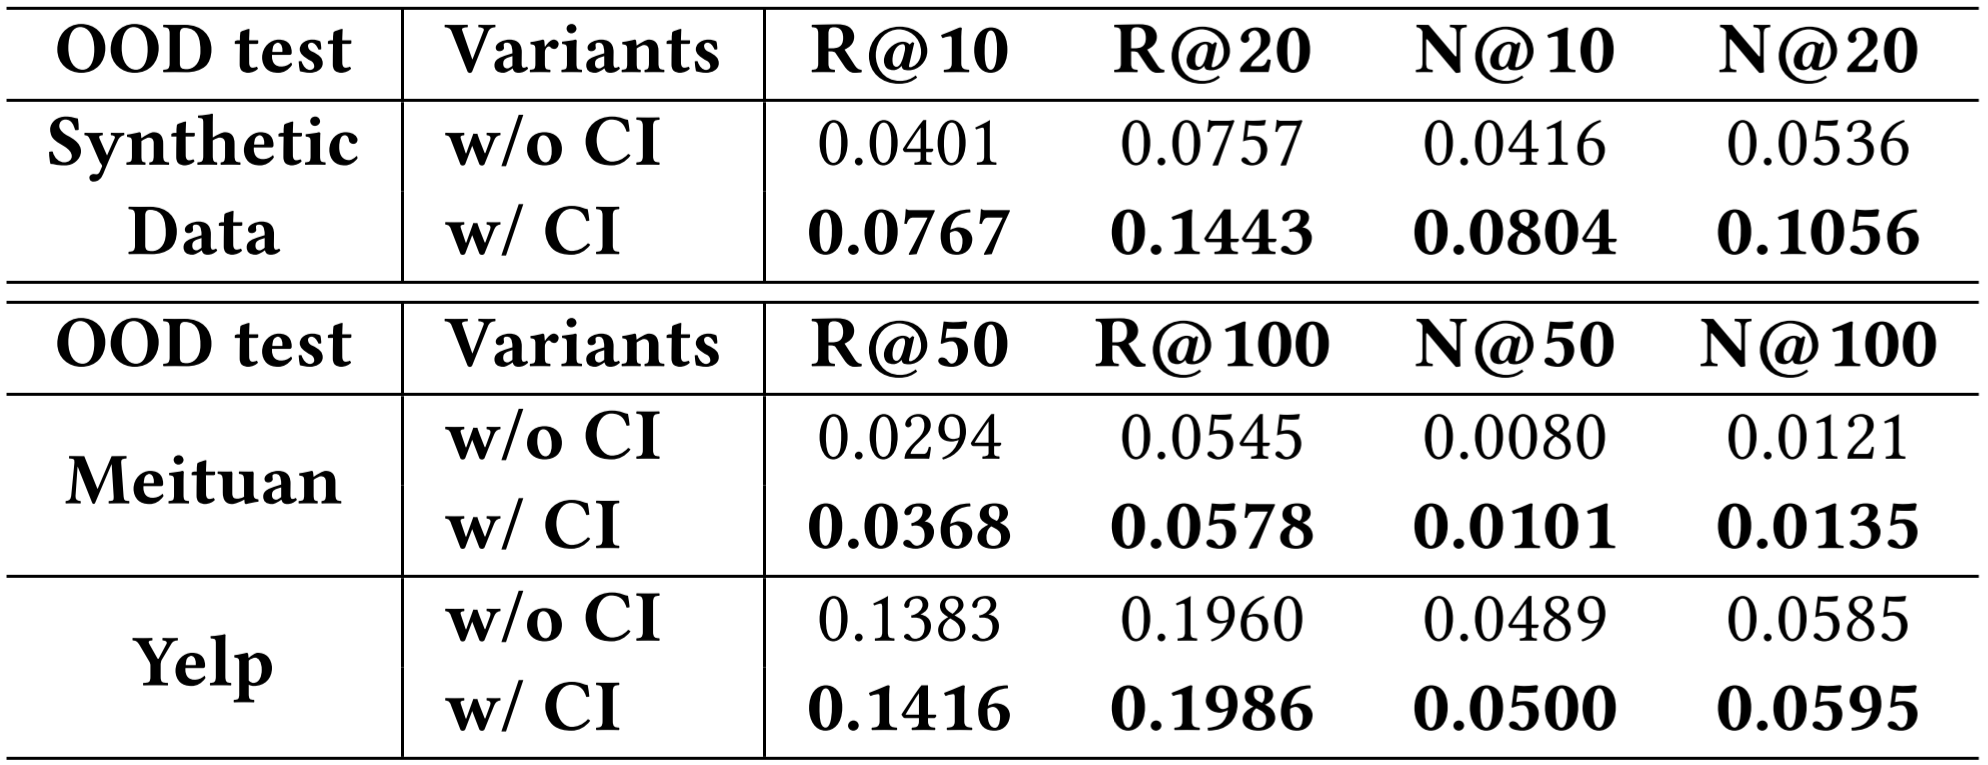 OOD test Variants R@10 R@20 N@10 N@20
Synthetic w/o CI 0.0401 0.0757 0.0416 0.0536
Data w/ CI 0.0767 0.1443 0.0804 0.1056
OOD test Variants R@50 R@100 N@50 N@100
Meituan w/o CI 0.0294 0.0545 0.0080 0.0121
w/ CI 0.0368 0.0578 0.0101 0.0135
Yelp w/o CI 0.1383 0.1960 0.0489 0.0585
w/ CI 0.1416 0.1986 0.0500 0.0595